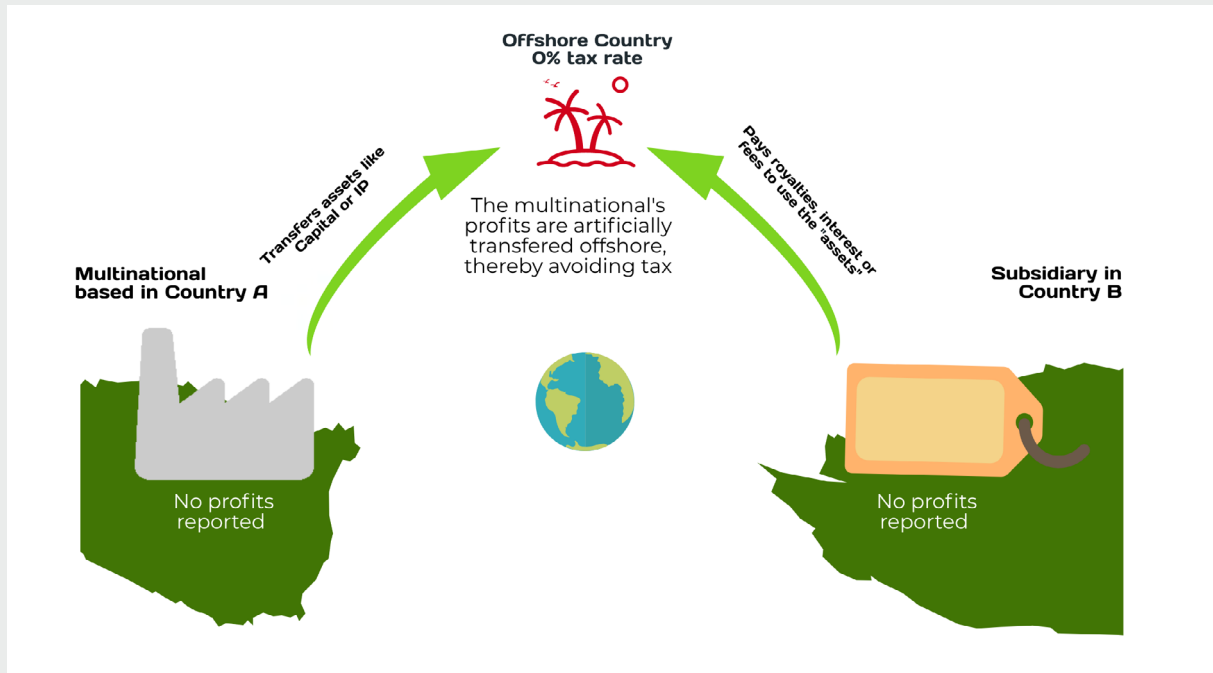 Offshore Country
0% tax rate
Transfers assets like
Capital or IP
Pays royalties, interest or
fees to use the "assets"
The multinational's
profits are artificially
transfered offshore,
thereby avoiding tax
Multinational
based in Country A
Subsidiary in
Country B
No profits
reported
No profits
reported